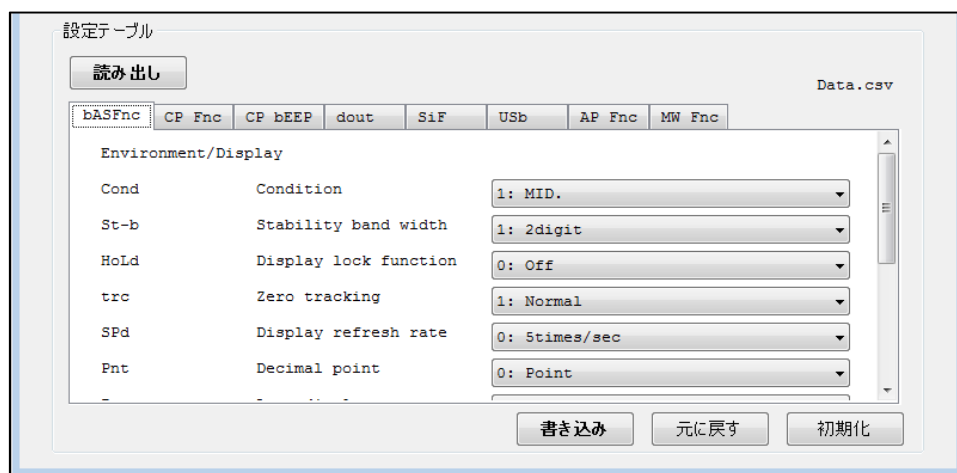 設定テーブル
読み出し
Data.csv
bASFnc CP Fnc CP bEEP dout SiF USb AP Fnc MW Fnc
Environment/Display
Cond Condition 1: MID.
St-b Stability band width 1: 2digit
HoLd Display lock function 0: Off
trc Zero tracking 1: Normal
SPd Display refresh rate 0: 5times/sec
Pnt Decimal point 0: Point
書き込み 元に戻す 初期化